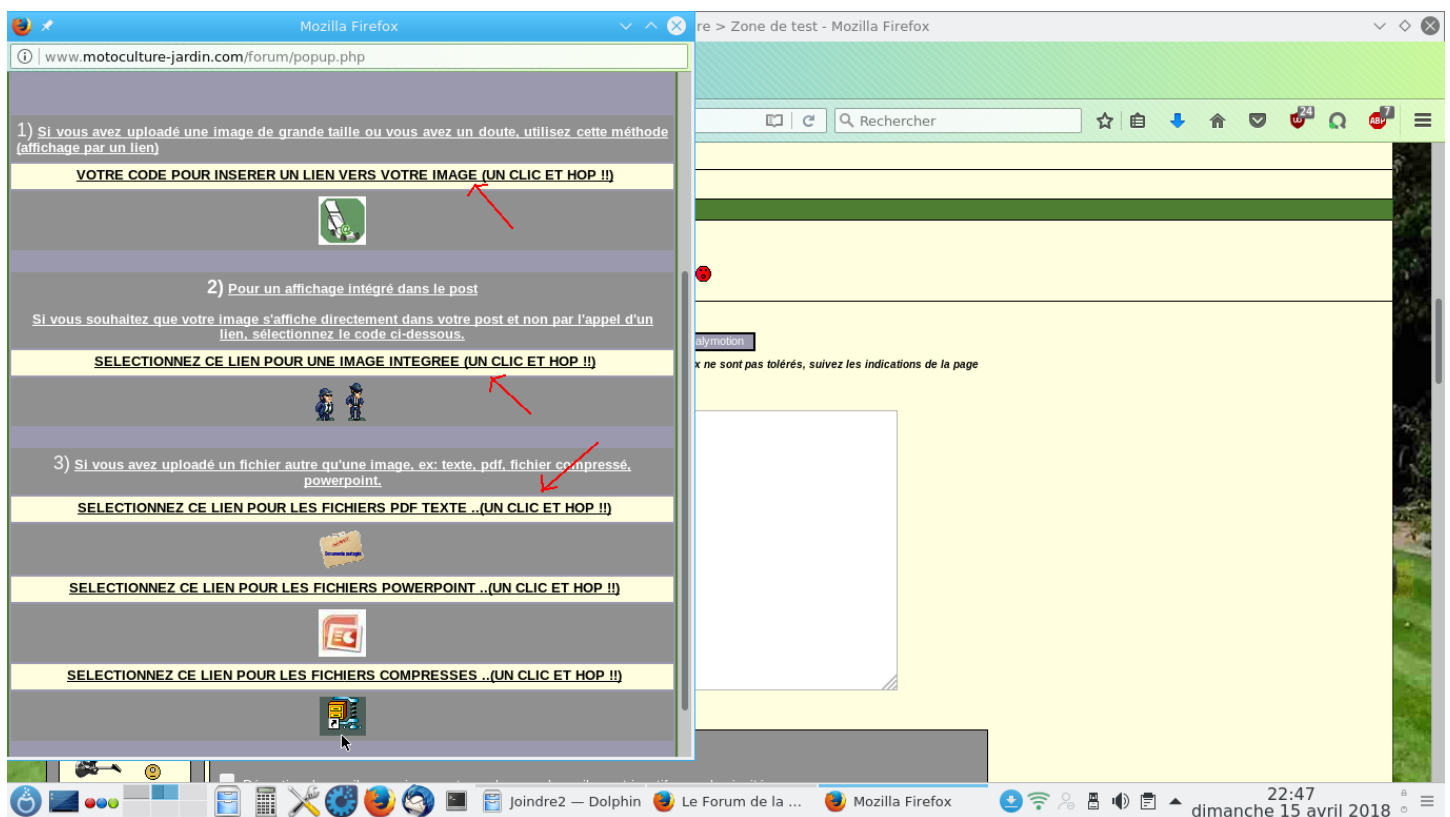 Mozilla Firefox
re > Zone de test - Mozilla Firefox
www.motoculture-jardin.com/forum/popup.php
Rechercher
24
ABP
7
1) Si vous avez uploadé une image de grande taille ou vous avez un doute, utilisez cette méthode
(affichage par un lien)
VOTRE CODE POUR INSERER UN LIEN VERS VOTRE IMAGE (UN CLIC ET HOP !!)
2) Pour un affichage intégré dans le post
Si vous souhaitez que votre image s'affiche directement dans votre post et non par l'appel d'un
lien, sélectionnez le code ci-dessous.
SELECTIONNEZ CE LIEN POUR UNE IMAGE INTEGREE (UN CLIC ET HOP !!)
alymotion
x ne sont pas tolérés, suivez les indications de la page
3) Si vous avez uploadé un fichier autre qu'une image, ex: texte, pdf, fichier compressé,
powerpoint.
SELECTIONNEZ CE LIEN POUR LES FICHIERS PDF TEXTE ..(UN CLIC ET HOP !!)
SELECTIONNEZ CE LIEN POUR LES FICHIERS POWERPOINT ..(UN CLIC ET HOP !!)
SELECTIONNEZ CE LIEN POUR LES FICHIERS COMPRESSES ..(UN CLIC ET HOP !!)
Joindre2 — Dolphin
Le Forum de la ...
Mozilla Firefox
22:47
dimanche 15 avril 2018